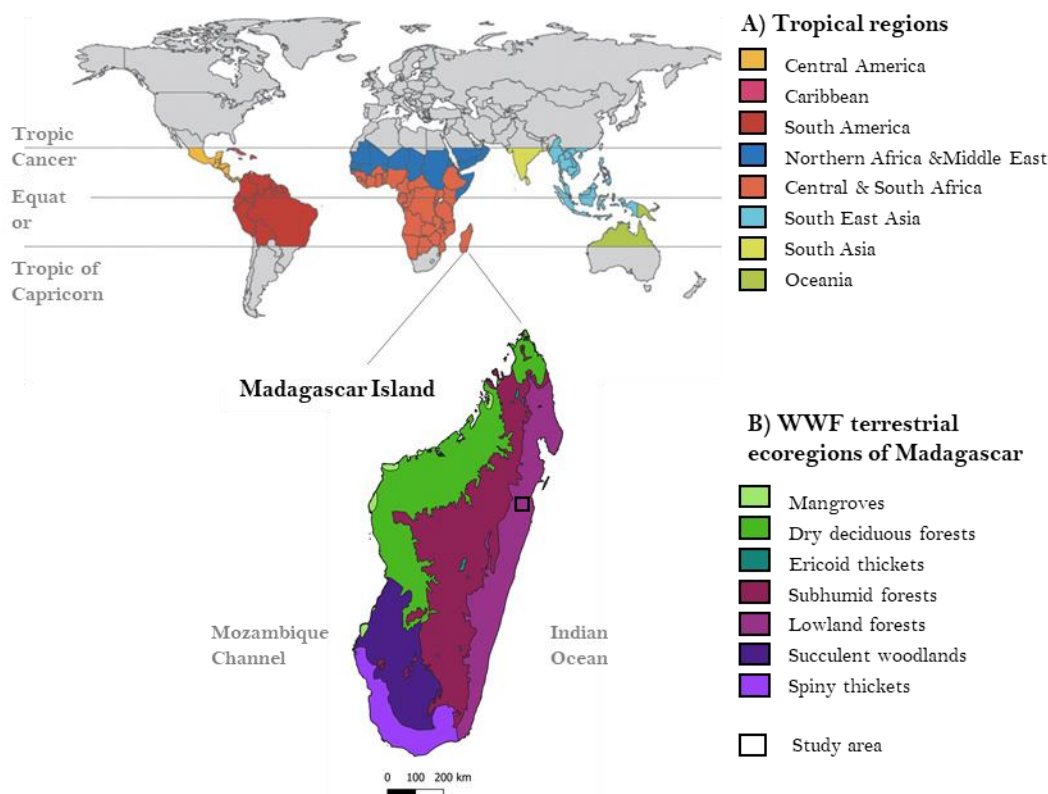 A) Tropical regions
Central America
Caribbean
South America
Northern Africa &Middle East
Central & South Africa
South East Asia
South Asia
Oceania
Tropic
Cancer
Equat
or
Tropic of
Capricorn
Madagascar Island
B) WWF terrestrial
ecoregions of Madagascar
Mangroves
Dry deciduous forests
Ericoid thickets
Subhumid forests
Lowland forests
Succulent woodlands
Spiny thickets
Study area
Mozambique
Channel
Indian
Ocean
0 100 200 km